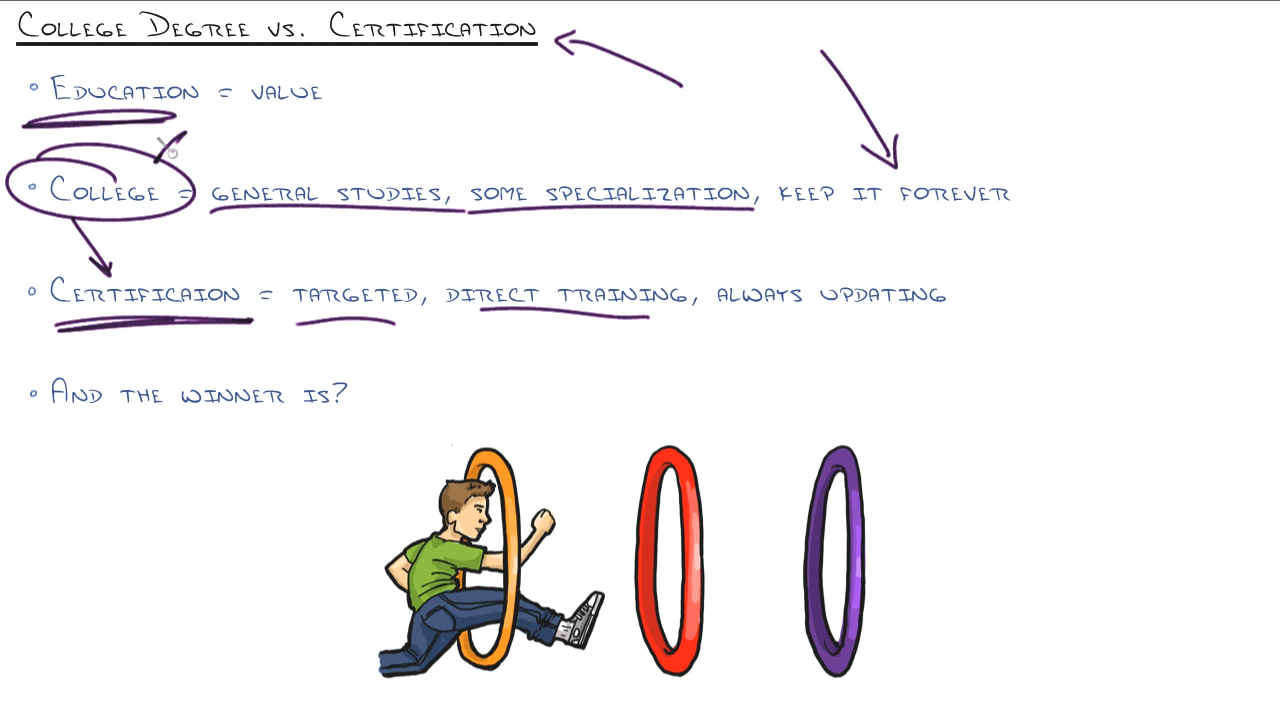 College Degree vs. Certification
• Education = value
• College = general studies, some specialization, keep it forever
• Certificaion = targeted, direct training, always updating
• And the winner is?